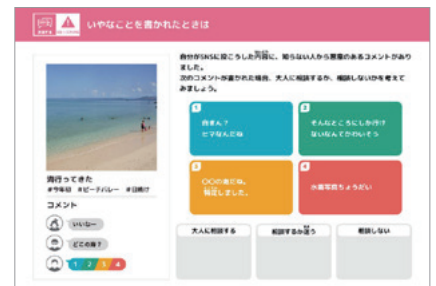 いやなことを書かれたときは
自分がSNSに投こうした内容に、知らない人から悪意のあるコメントがあり
ました。
次のコメントが書かれた場合、大人に相談するか、相談しないかを考えて
みましょう。
1
自まん？
ヒマなんだね
2
そんなところにしか行け
ないなんてかわいそう
3
〇〇の海だね。
特定しました。
4
水着写真ちょうだい
海行ってきた
#今年初 #ビーチバレー #日焼け
コメント
いいな～
どこの海？
1 2 3 4
大人に相談する
相談するか迷う
相談しない